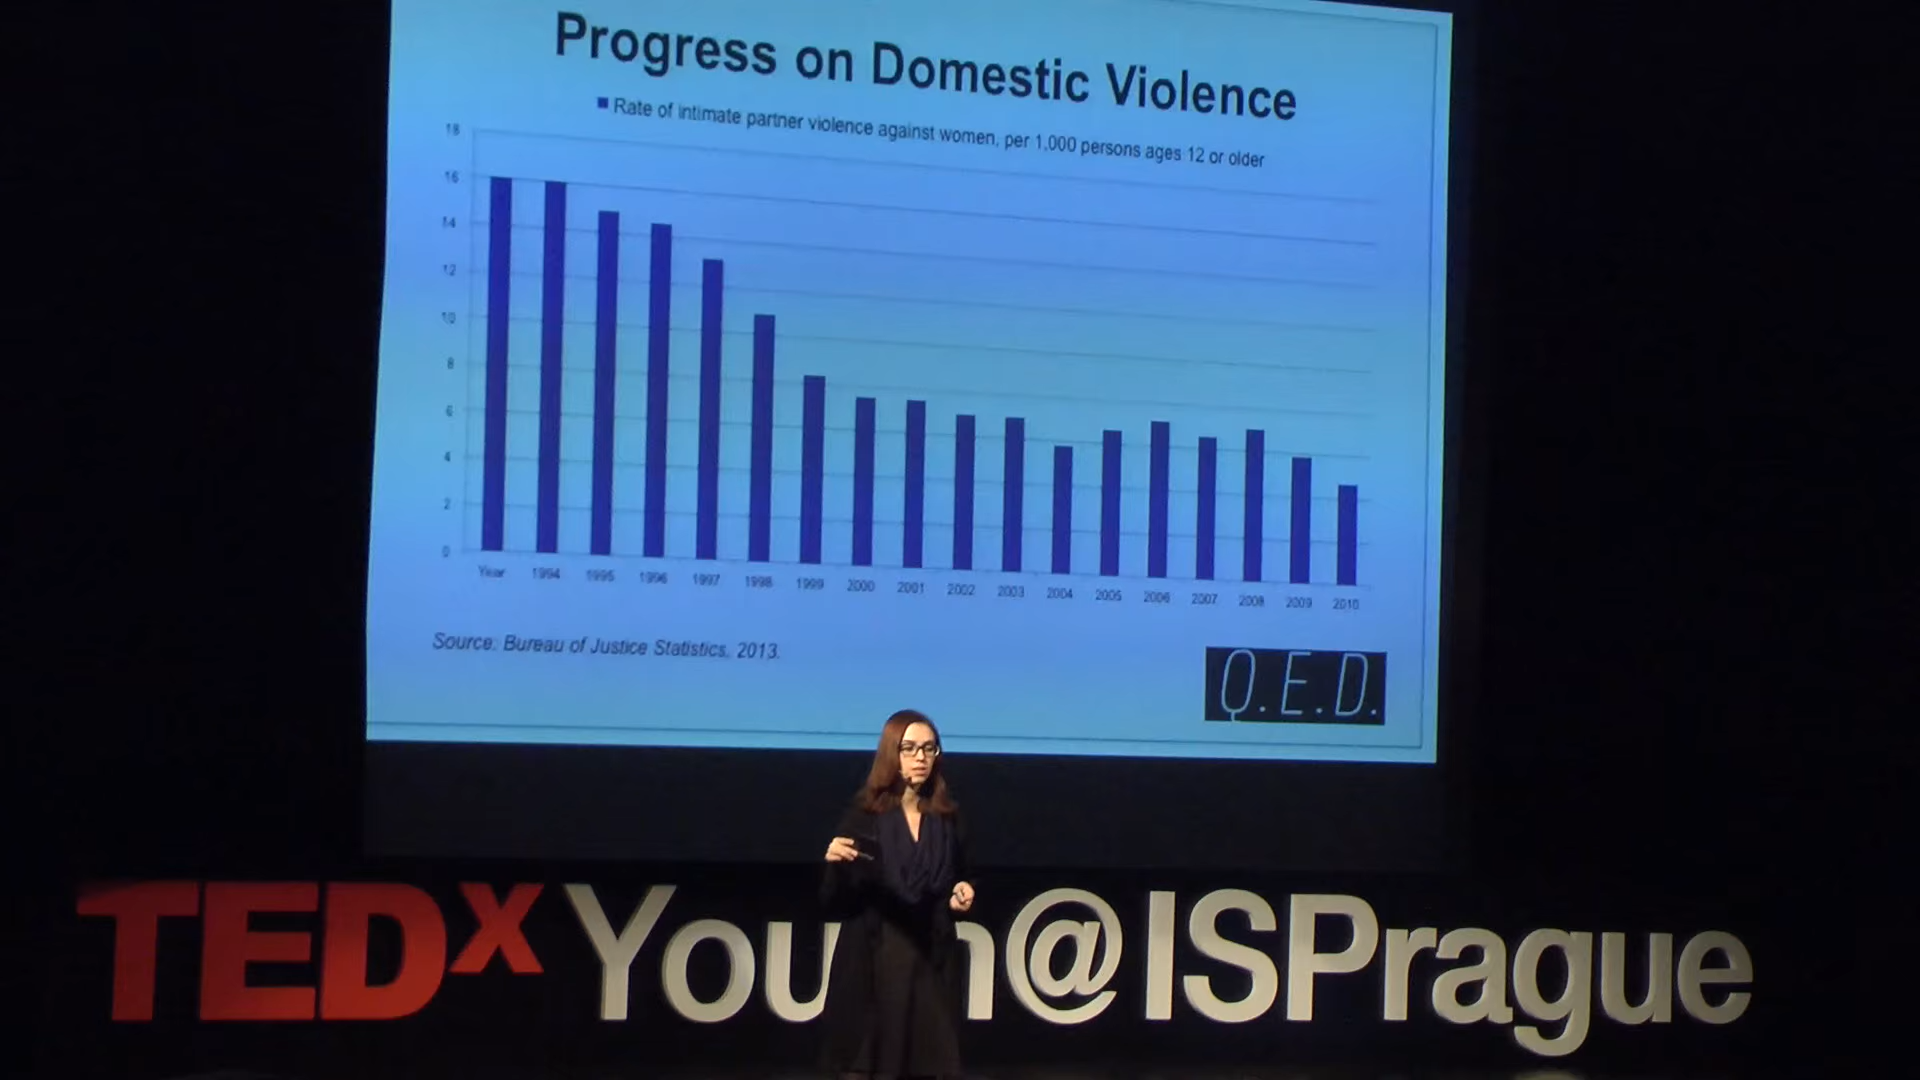 Progress on Domestic Violence
Rate of intimate partner violence against women, per 1,000 persons ages 12 or older
18
16
14
12
10
8
6
4
2
0
Year 1994 1995 1996 1997 1998 1999 2000 2001 2002 2003 2004 2005 2006 2007 2008 2009 2010
Source: Bureau of Justice Statistics, 2013.
Q.E.D.
TEDxYouth@ISPrague